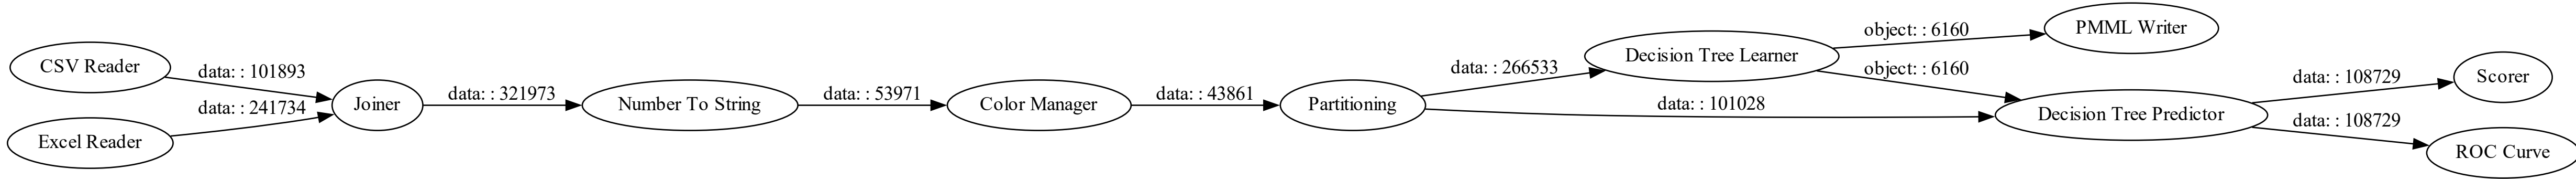 CSV Reader
data: : 101893
Excel Reader
data: : 241734
Joiner
data: : 321973
Number To String
data: : 53971
Color Manager
data: : 43861
Partitioning
data: : 266533
data: : 101028
Decision Tree Learner
object: : 6160
object: : 6160
PMML Writer
Decision Tree Predictor
data: : 108729
data: : 108729
Scorer
ROC Curve